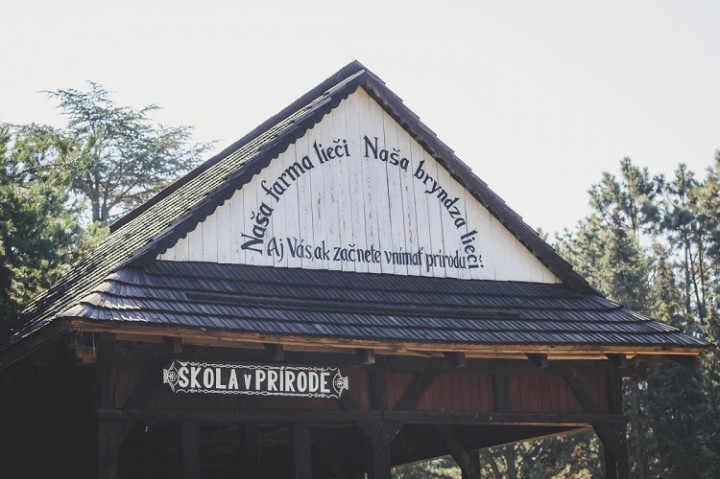 Naša farma lieči Naša bryndza lieči
Aj Vás, ak začnete vnímať prírodu!
ŠKOLA V PRÍRODE